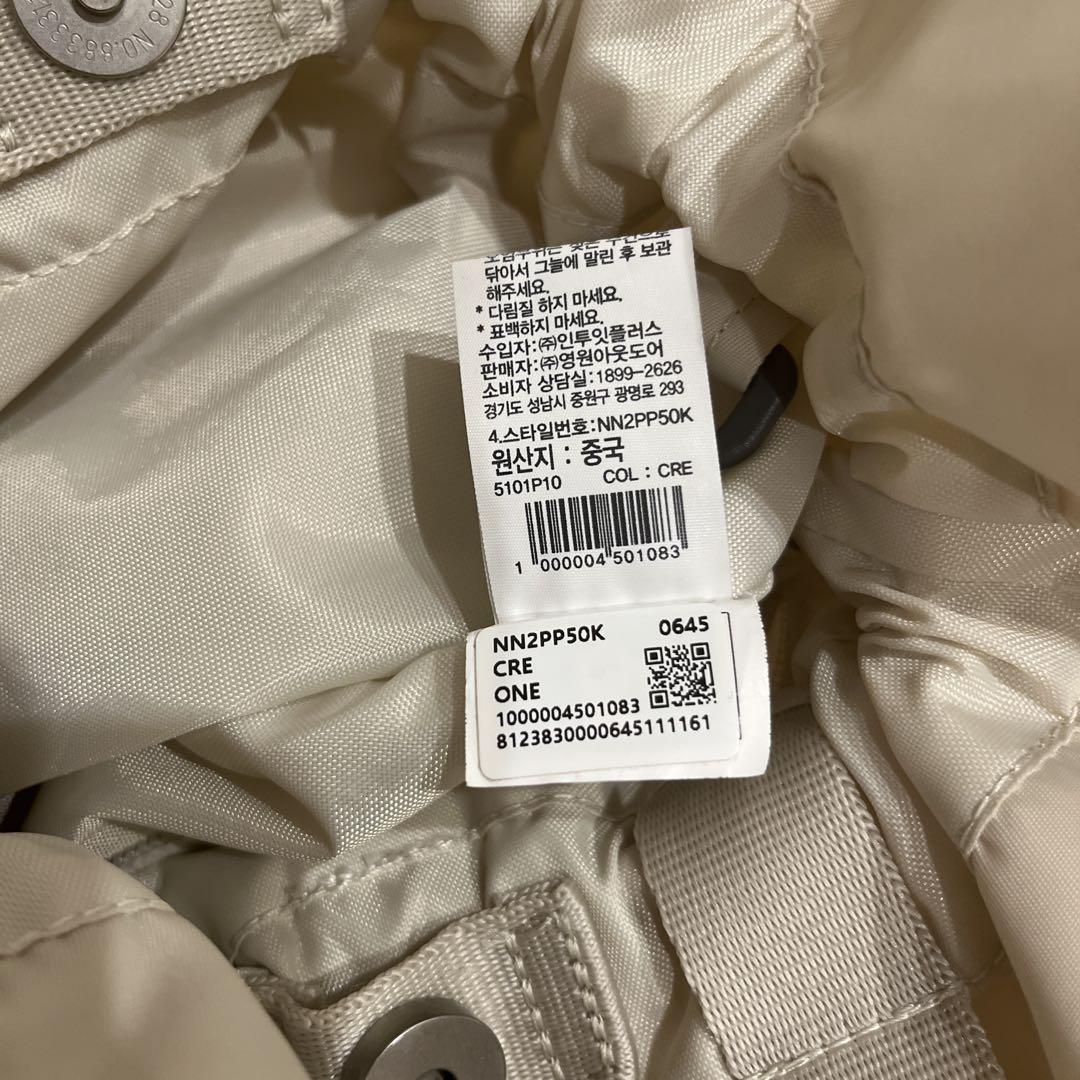 28 NO.88333
닦아서 그늘에 말린 후 보관
해주세요.
* 다림질 하지 마세요.
* 표백하지 마세요.
수입자:㈜인투잇플러스
판매자:㈜영원아웃도어
소비자 상담실:1899-2626
경기도 성남시 중원구 광명로 293
4.스타일번호:NN2PP50K
원산지 : 중국
5101P10 COL : CRE
1 000004 501083
NN2PP50K 0645
CRE
ONE
1000004501083
8123830000645111161